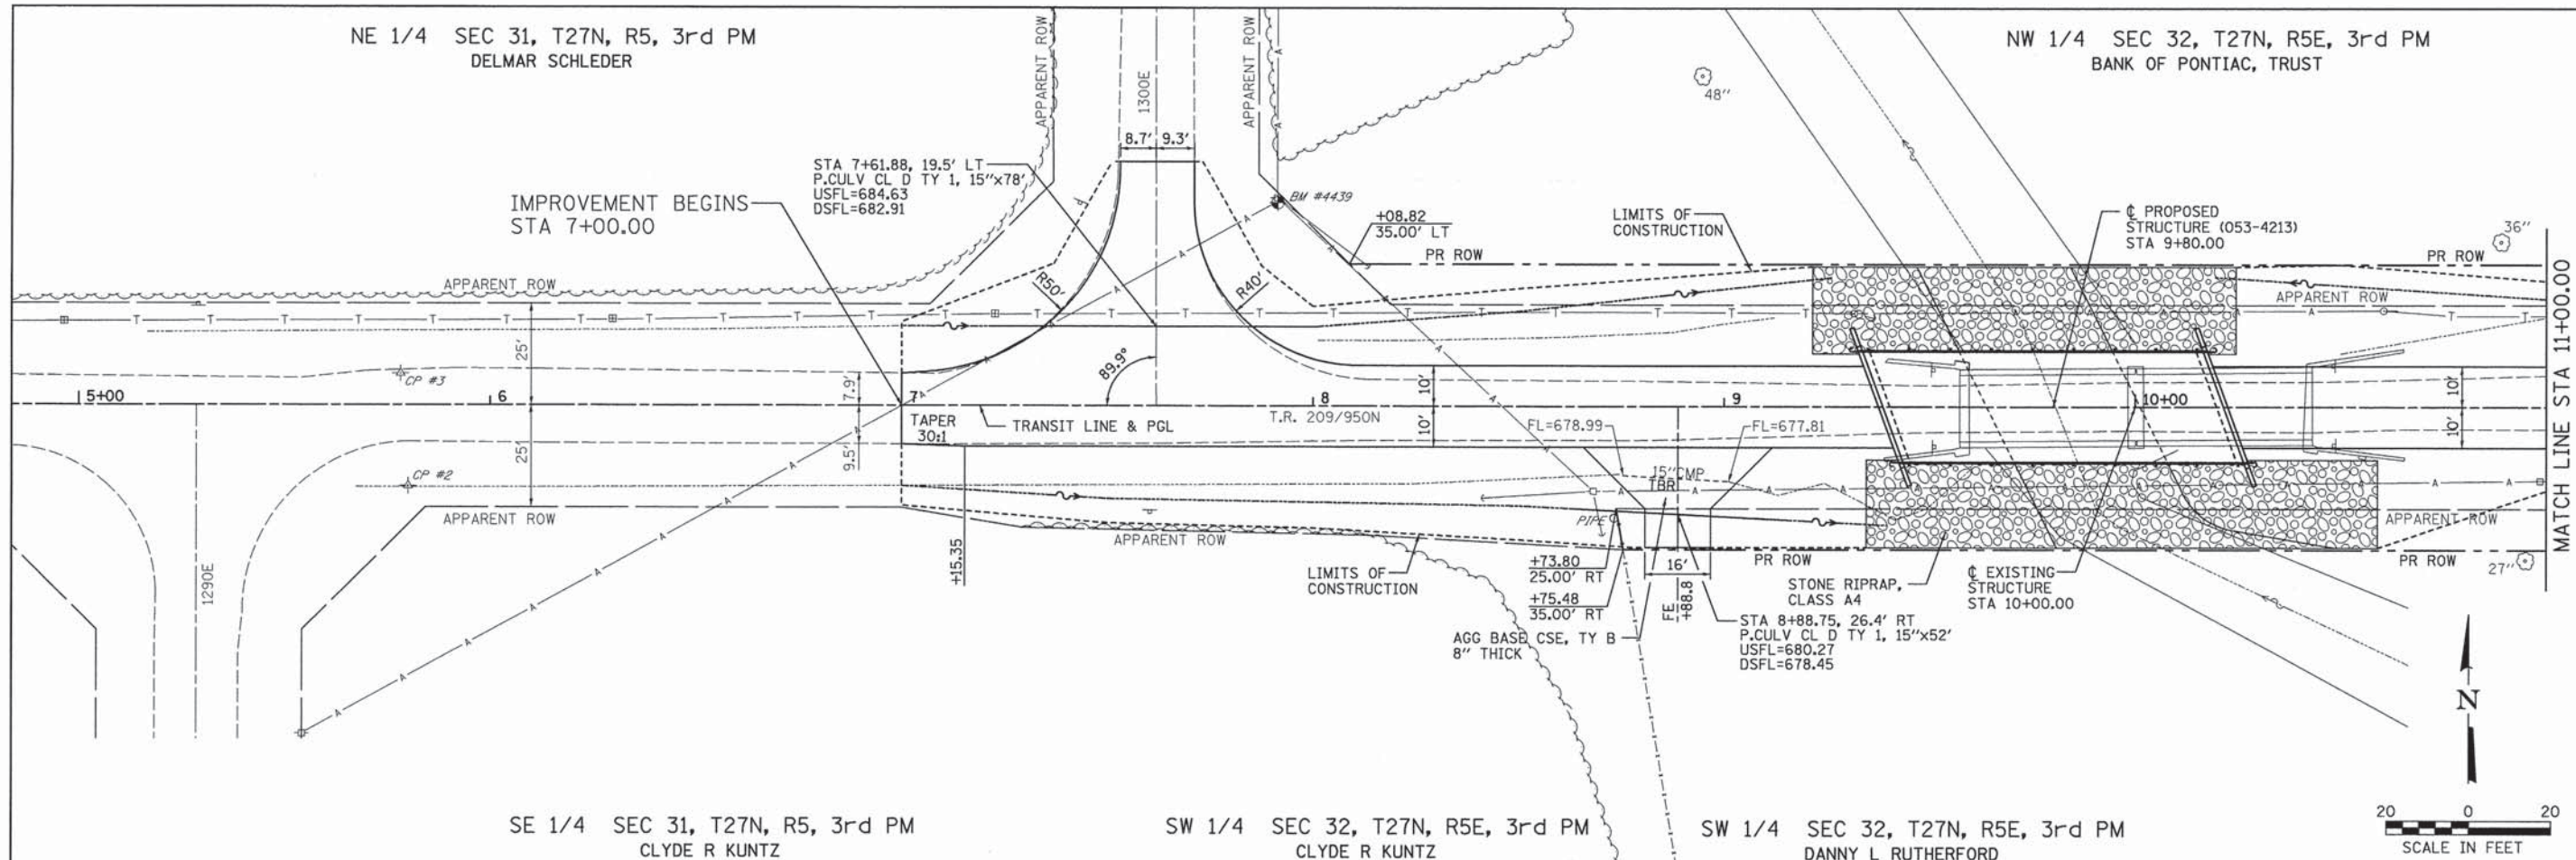 NE 1/4 SEC 31, T27N, R5, 3rd PM
DELMAR SCHLEDER
NW 1/4 SEC 32, T27N, R5E, 3rd PM
BANK OF PONTIAC, TRUST
APPARENT ROW
1300E
APPARENT ROW
48"
36"
8.7'
9.3'
STA 7+61.88, 19.5' LT
P.CULV CL D TY 1, 15"x78'
USFL=684.63
DSFL=682.91
IMPROVEMENT BEGINS
STA 7+00.00
BM #4439
+08.82
35.00' LT
LIMITS OF
CONSTRUCTION
℄ PROPOSED
STRUCTURE (053-4213)
STA 9+80.00
PR ROW
PR ROW
APPARENT ROW
APPARENT ROW
R50'
R40'
T T T T T T T T T T T T T T
A A A A A A A A
25'
25'
CP #3
CP #2
7.9'
9.5'
89.9°
10'
10'
10'
10'
5+00
6
7
8
9
10+00
TAPER
30:1
TRANSIT LINE & PGL
T.R. 209/950N
FL=678.99
FL=677.81
15"CMP
TBR
PIPE
MATCH LINE STA 11+00.00
APPARENT ROW
APPARENT ROW
APPARENT ROW
1290E
+15.35
LIMITS OF
CONSTRUCTION
+73.80
25.00' RT
+75.48
35.00' RT
16'
FE
+88.8
PR ROW
PR ROW
27"
STONE RIPRAP,
CLASS A4
℄ EXISTING
STRUCTURE
STA 10+00.00
AGG BASE CSE, TY B
8" THICK
STA 8+88.75, 26.4' RT
P.CULV CL D TY 1, 15"x52'
USFL=680.27
DSFL=678.45
N
20 0 20
SCALE IN FEET
SE 1/4 SEC 31, T27N, R5, 3rd PM
CLYDE R KUNTZ
SW 1/4 SEC 32, T27N, R5E, 3rd PM
CLYDE R KUNTZ
SW 1/4 SEC 32, T27N, R5E, 3rd PM
DANNY L RUTHERFORD